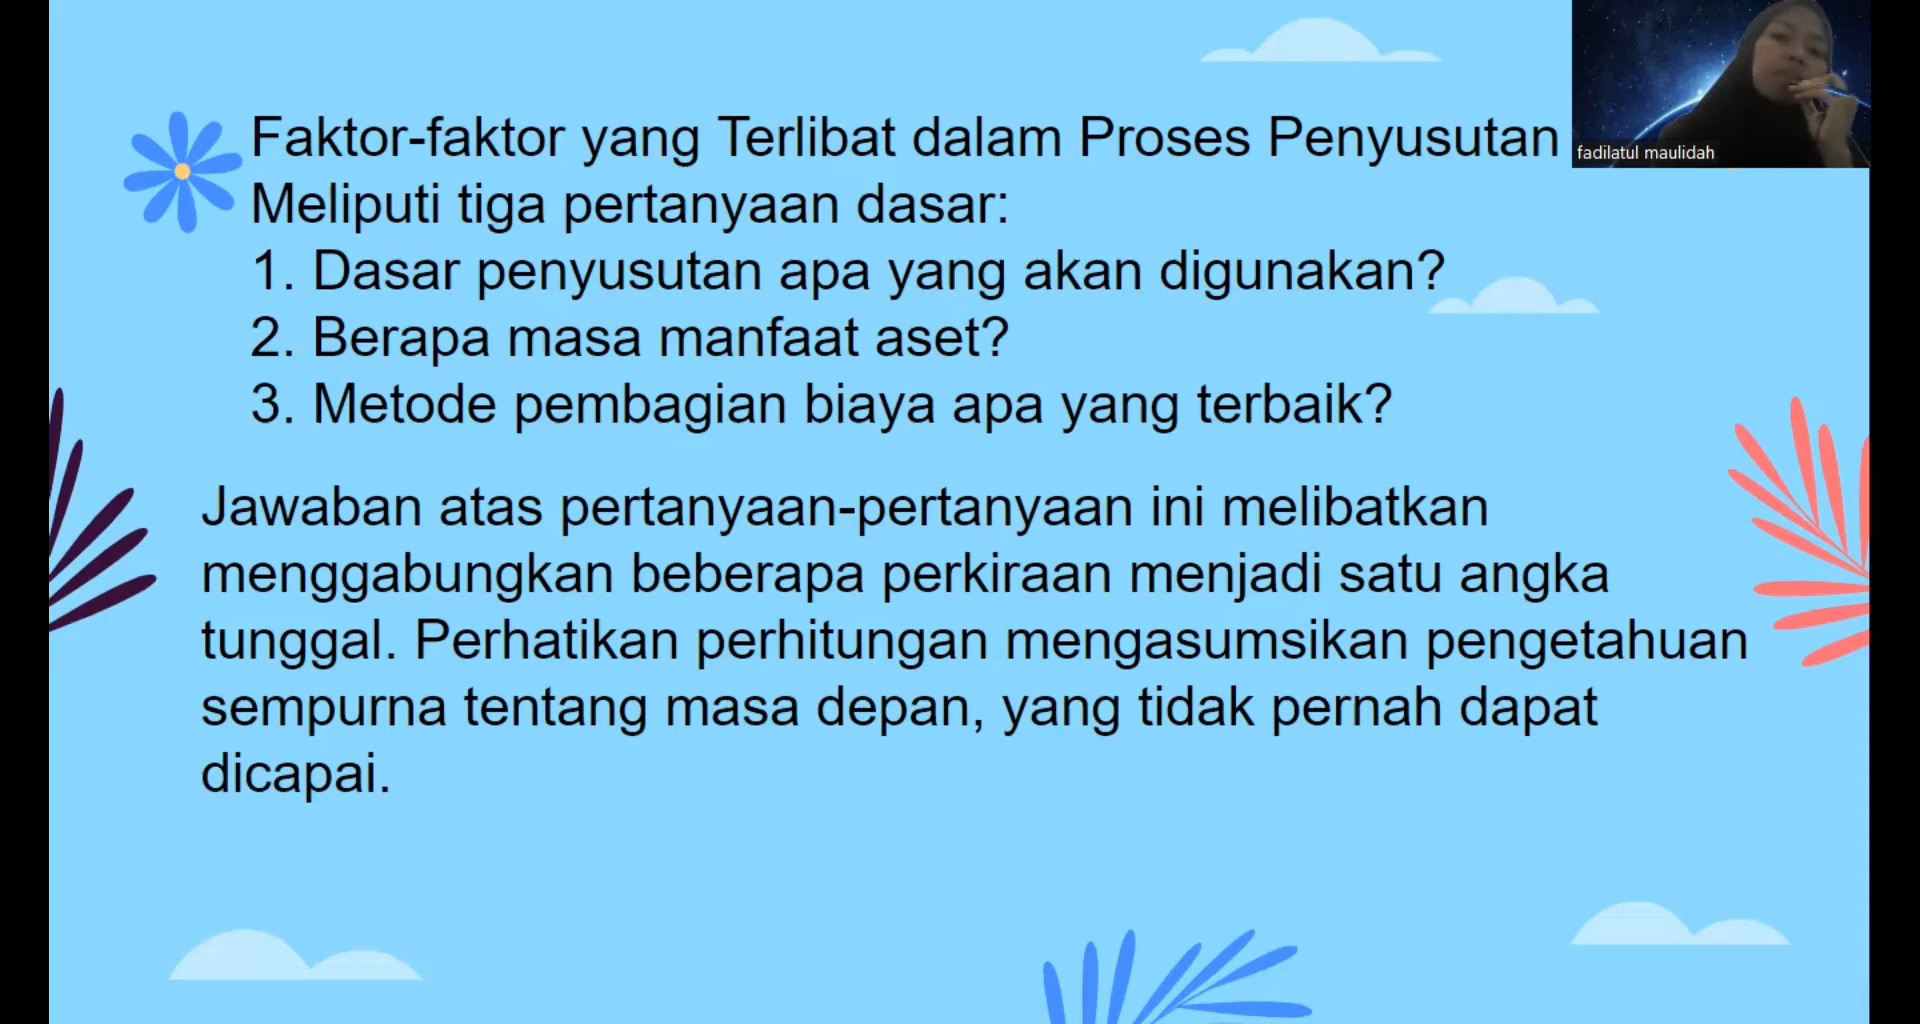 Faktor-faktor yang Terlibat dalam Proses Penyusutan
Meliputi tiga pertanyaan dasar:
1. Dasar penyusutan apa yang akan digunakan?
2. Berapa masa manfaat aset?
3. Metode pembagian biaya apa yang terbaik?
Jawaban atas pertanyaan-pertanyaan ini melibatkan
menggabungkan beberapa perkiraan menjadi satu angka
tunggal. Perhatikan perhitungan mengasumsikan pengetahuan
sempurna tentang masa depan, yang tidak pernah dapat
dicapai.
fadilatul maulidah